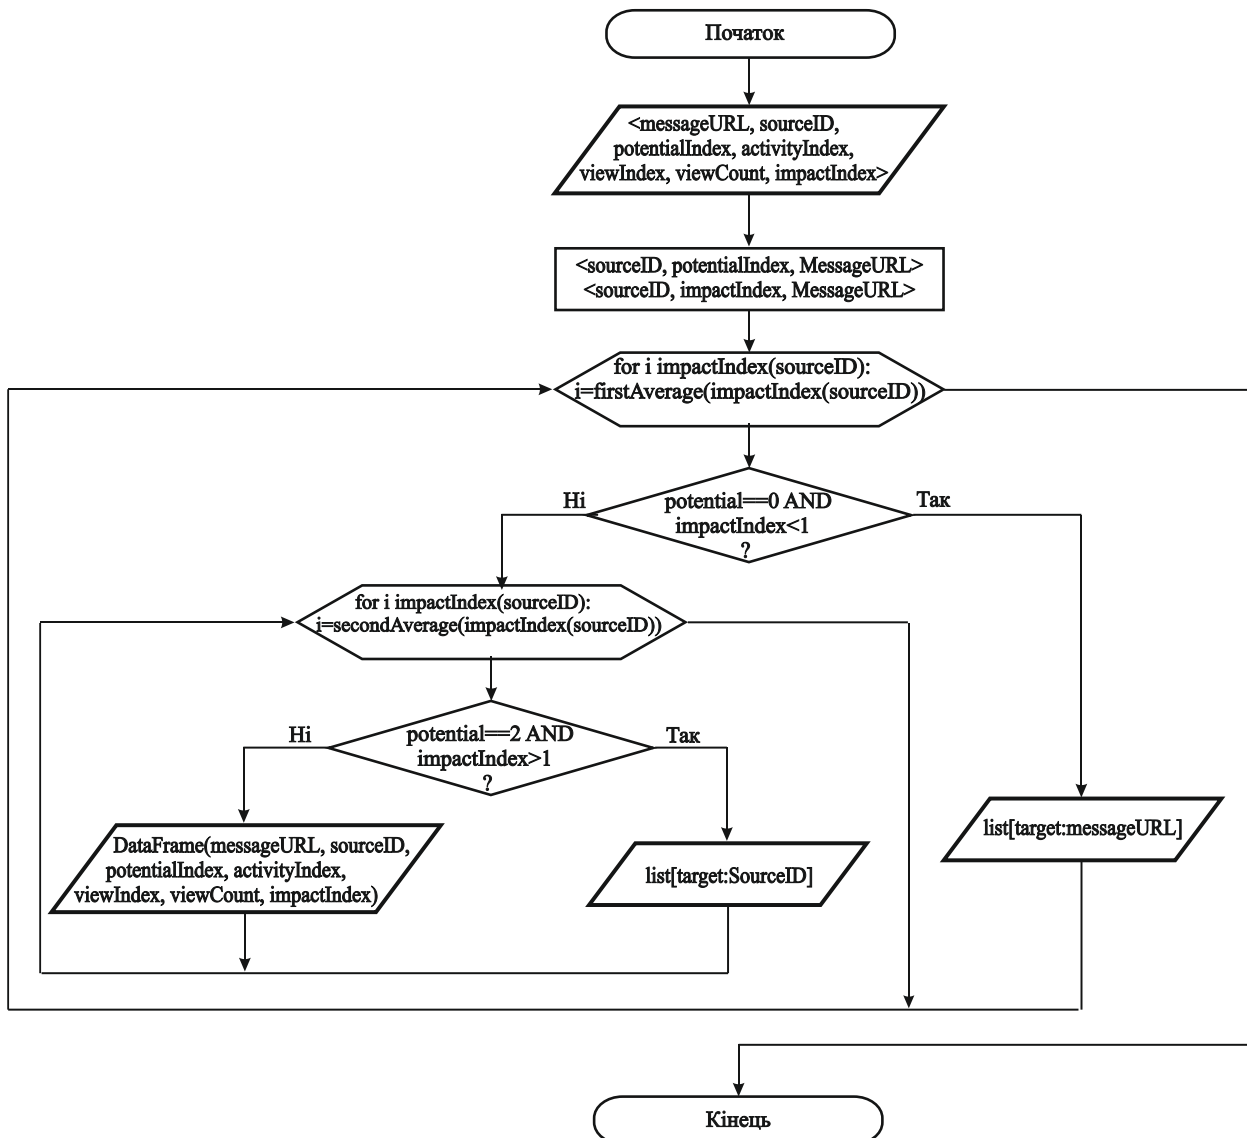 Початок
<messageURL, sourceID,
potentialIndex, activityIndex,
viewIndex, viewCount, impactIndex>
<sourceID, potentialIndex, MessageURL>
<sourceID, impactIndex, MessageURL>
for i impactIndex(sourceID):
i=firstAverage(impactIndex(sourceID))
Ні
potential==0 AND
impactIndex<1
?
Так
for i impactIndex(sourceID):
i=secondAverage(impactIndex(sourceID))
Ні
potential==2 AND
impactIndex>1
?
Так
DataFrame(messageURL, sourceID,
potentialIndex, activityIndex,
viewIndex, viewCount, impactIndex)
list[target:SourceID]
list[target:messageURL]
Кінець